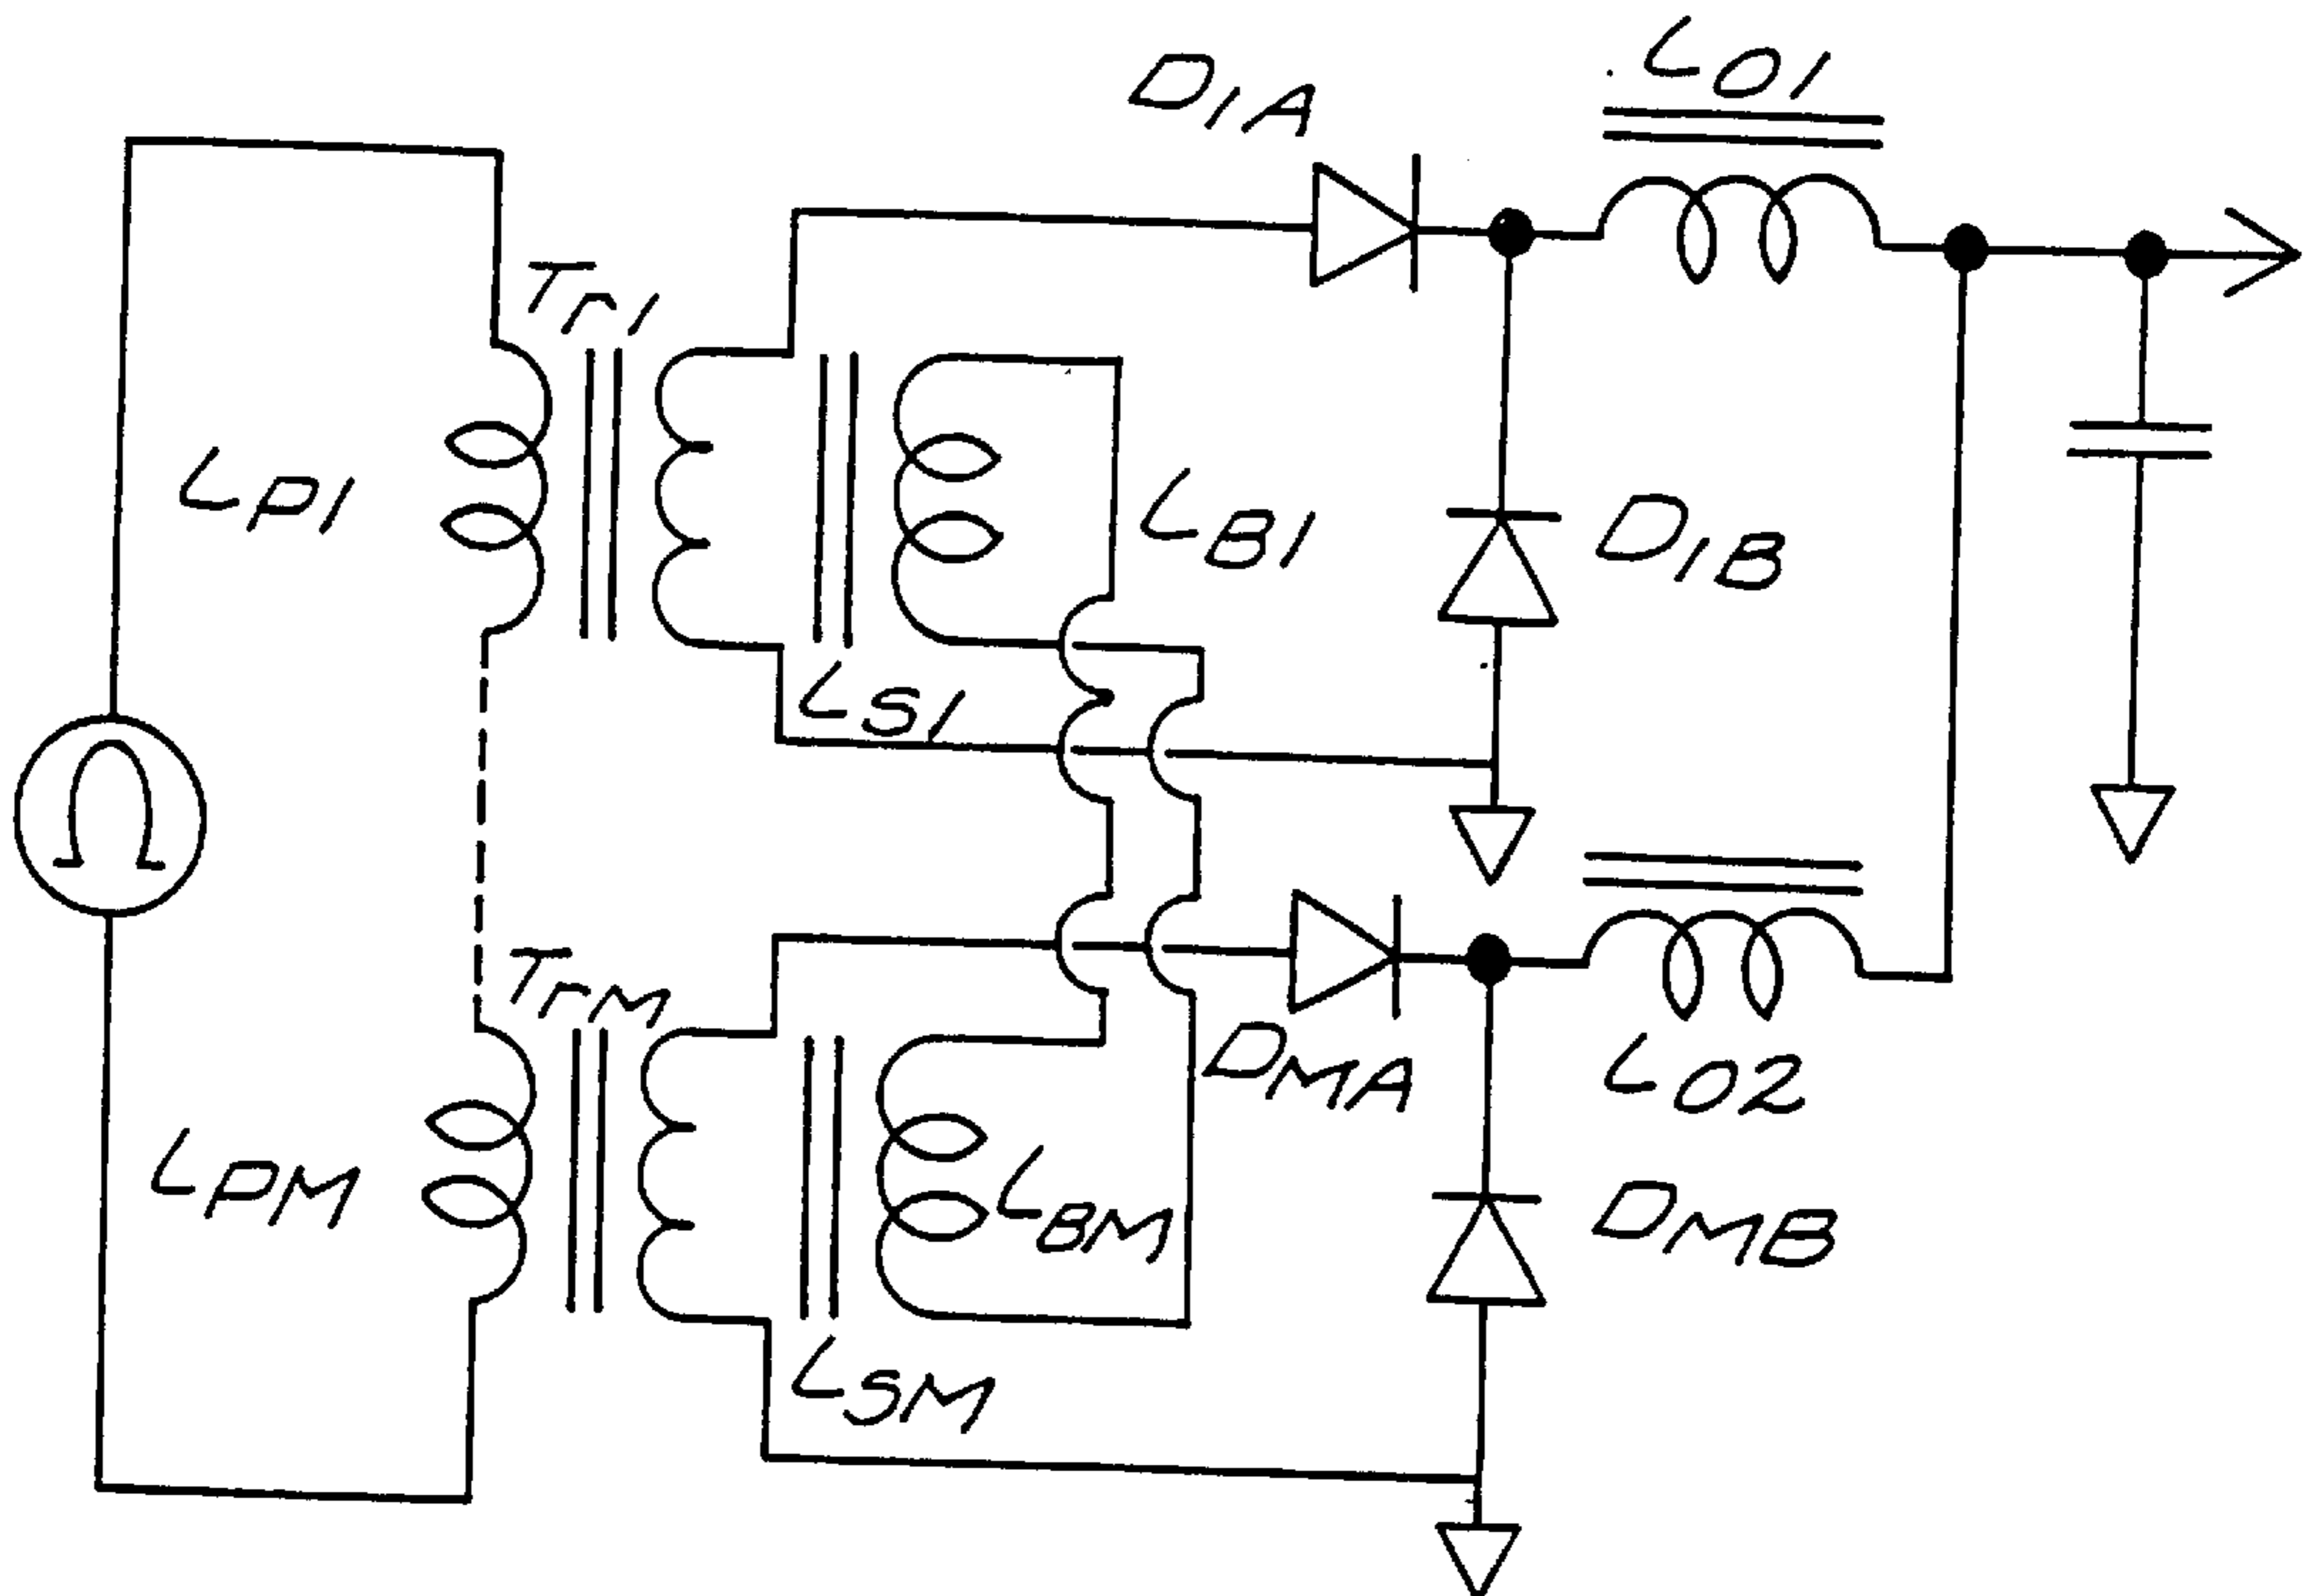 D1A
LO1
Tr1
LP1
LB1
D1B
LS1
TrM
DMA
LO2
LPM
LBM
DMB
LSM